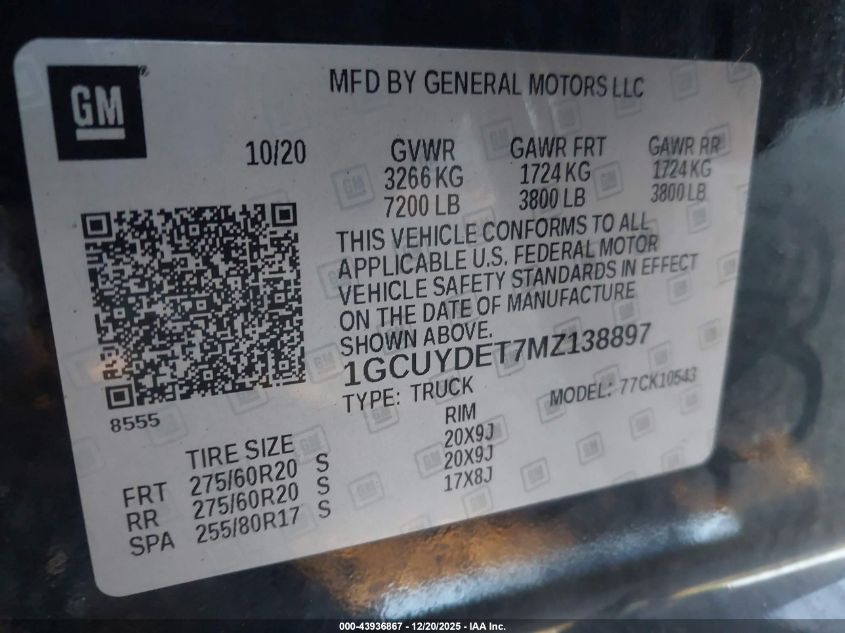 GM
MFD BY GENERAL MOTORS LLC
10/20
GVWR GAWR FRT GAWR RR
3266 KG 1724 KG 1724 KG
7200 LB 3800 LB 3800 LB
THIS VEHICLE CONFORMS TO ALL
APPLICABLE U.S. FEDERAL MOTOR
VEHICLE SAFETY STANDARDS IN EFFECT
ON THE DATE OF MANUFACTURE
SHOWN ABOVE.
1GCUYDET7MZ138897
TYPE: TRUCK MODEL: 77CK10543
8555
TIRE SIZE RIM
FRT 275/60R20 S 20X9J
RR 275/60R20 S 20X9J
SPA 255/80R17 S 17X8J
000-43936867 - 12/20/2025 - IAA Inc.